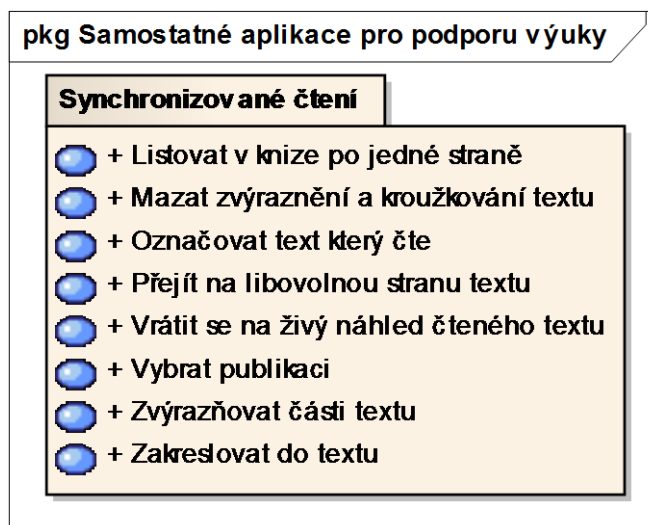 pkg Samostatné aplikace pro podporu výuky
Synchronizované čtení
+ Listovat v knize po jedné straně
+ Mazat zvýraznění a kroužkování textu
+ Označovat text který čte
+ Přejít na libovolnou stranu textu
+ Vrátit se na živý náhled čteného textu
+ Vybrat publikaci
+ Zvýrazňovat části textu
+ Zakreslovat do textu